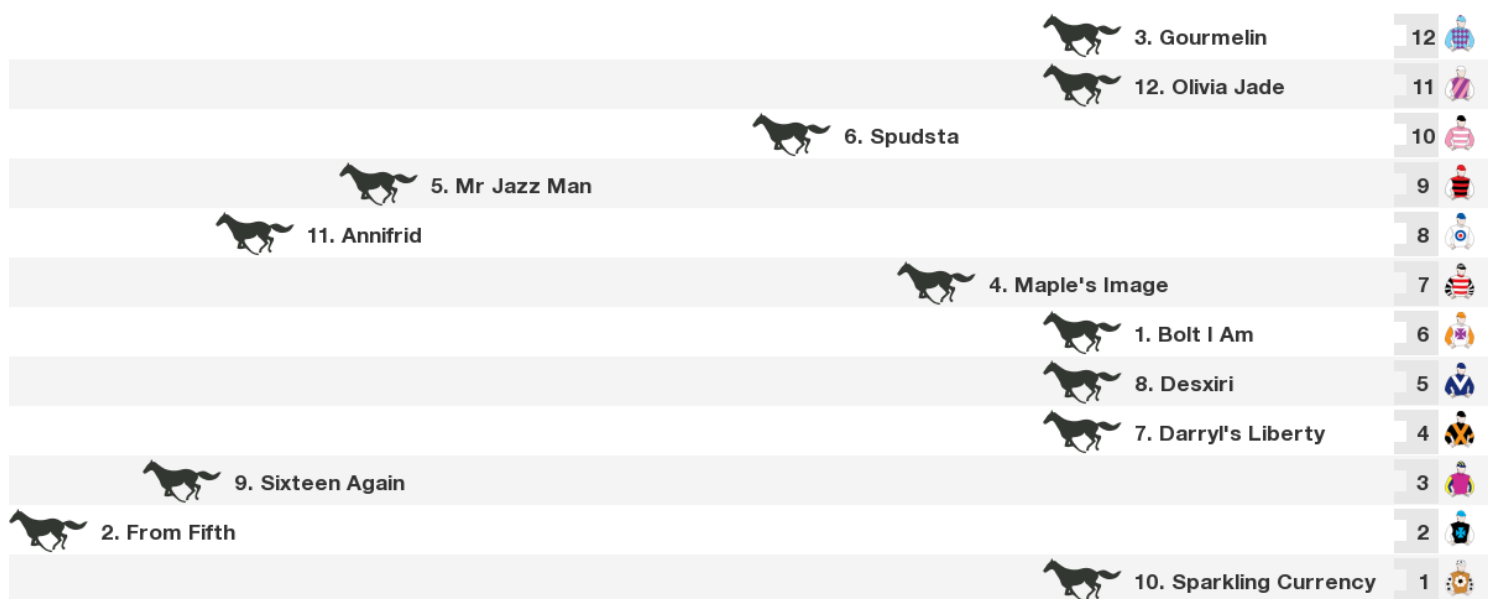 3. Gourmelin 12
12. Olivia Jade 11
6. Spudsta 10
5. Mr Jazz Man 9
11. Annifrid 8
4. Maple's Image 7
1. Bolt I Am 6
8. Desxiri 5
7. Darryl's Liberty 4
9. Sixteen Again 3
2. From Fifth 2
10. Sparkling Currency 1